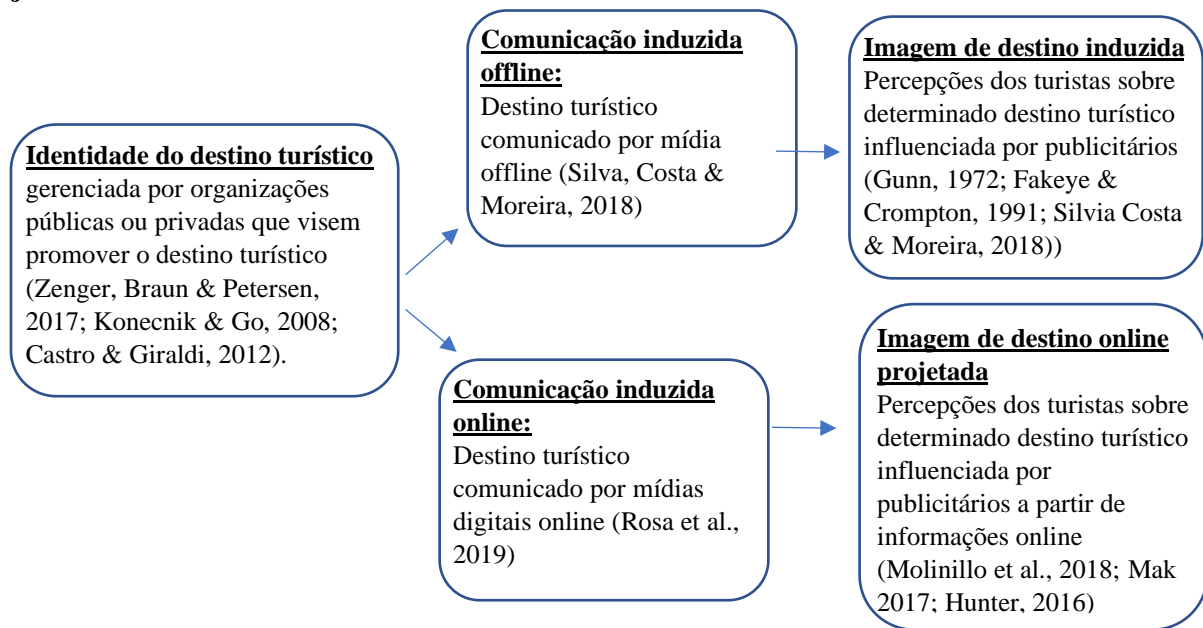 Identidade do destino turístico
gerenciada por organizações
públicas ou privadas que visem
promover o destino turístico
(Zenger, Braun & Petersen,
2017; Konecnik & Go, 2008;
Castro & Giraldi, 2012).
Comunicação induzida
offline:
Destino turístico
comunicado por mídia
offline (Silva, Costa &
Moreira, 2018)
Imagem de destino induzida
Percepções dos turistas sobre
determinado destino turístico
influenciada por publicitários
(Gunn, 1972; Fakeye &
Crompton, 1991; Silvia Costa
& Moreira, 2018))
Comunicação induzida
online:
Destino turístico
comunicado por mídias
digitais online (Rosa et al.,
2019)
Imagem de destino online
projetada
Percepções dos turistas sobre
determinado destino turístico
influenciada por
publicitários a partir de
informações online
(Molinillo et al., 2018; Mak
2017; Hunter, 2016)